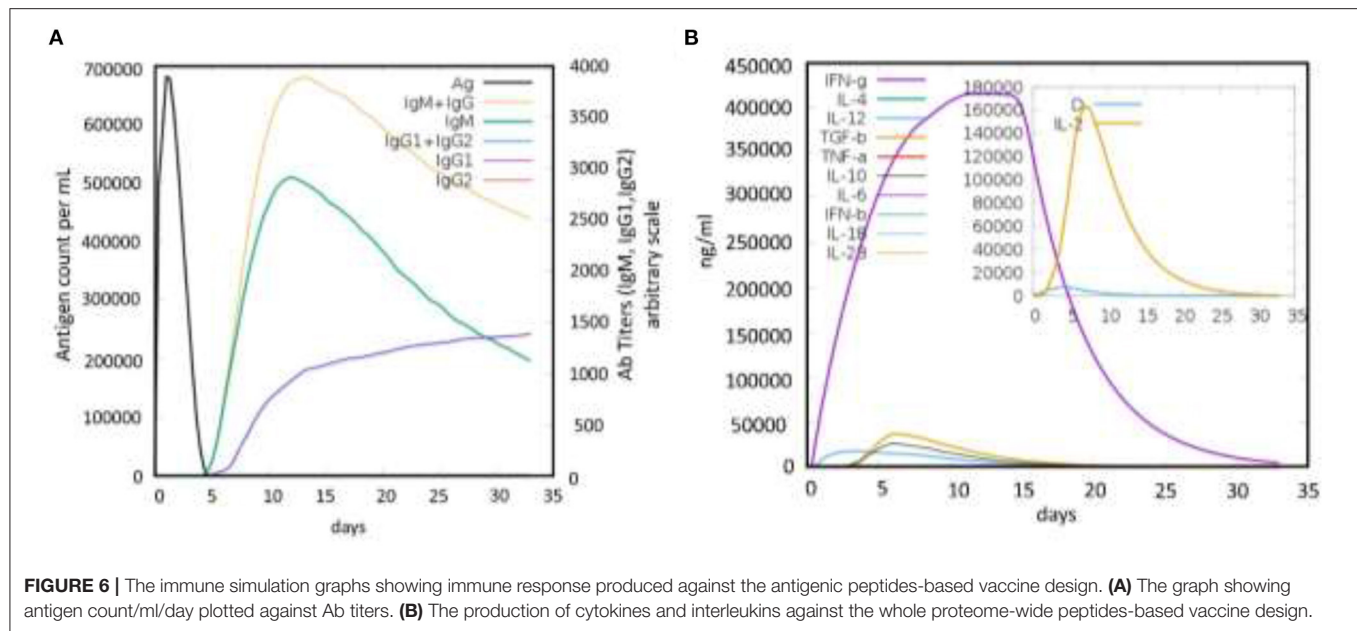 A
700000
600000
500000
400000
300000
200000
100000
0
Antigen count per mL
Ag
IgM+IgG
IgM
IgG1+IgG2
IgG1
IgG2
4000
3500
3000
2500
2000
1500
1000
500
0
Ab Titers (IgM, IgG1,IgG2)
arbitrary scale
0 5 10 15 20 25 30 35
days
B
450000
400000
350000
300000
250000
200000
150000
100000
50000
0
ng/ml
IFN-g
IL-4
IL-12
TGF-b
TNF-a
IL-10
IL-6
IFN-b
IL-18
IL-23
180000
160000
140000
120000
100000
80000
60000
40000
20000
0
D
IL-2
0 5 10 15 20 25 30 35
0 5 10 15 20 25 30 35
days
FIGURE 6 | The immune simulation graphs showing immune response produced against the antigenic peptides-based vaccine design. (A) The graph showing
antigen count/ml/day plotted against Ab titers. (B) The production of cytokines and interleukins against the whole proteome-wide peptides-based vaccine design.